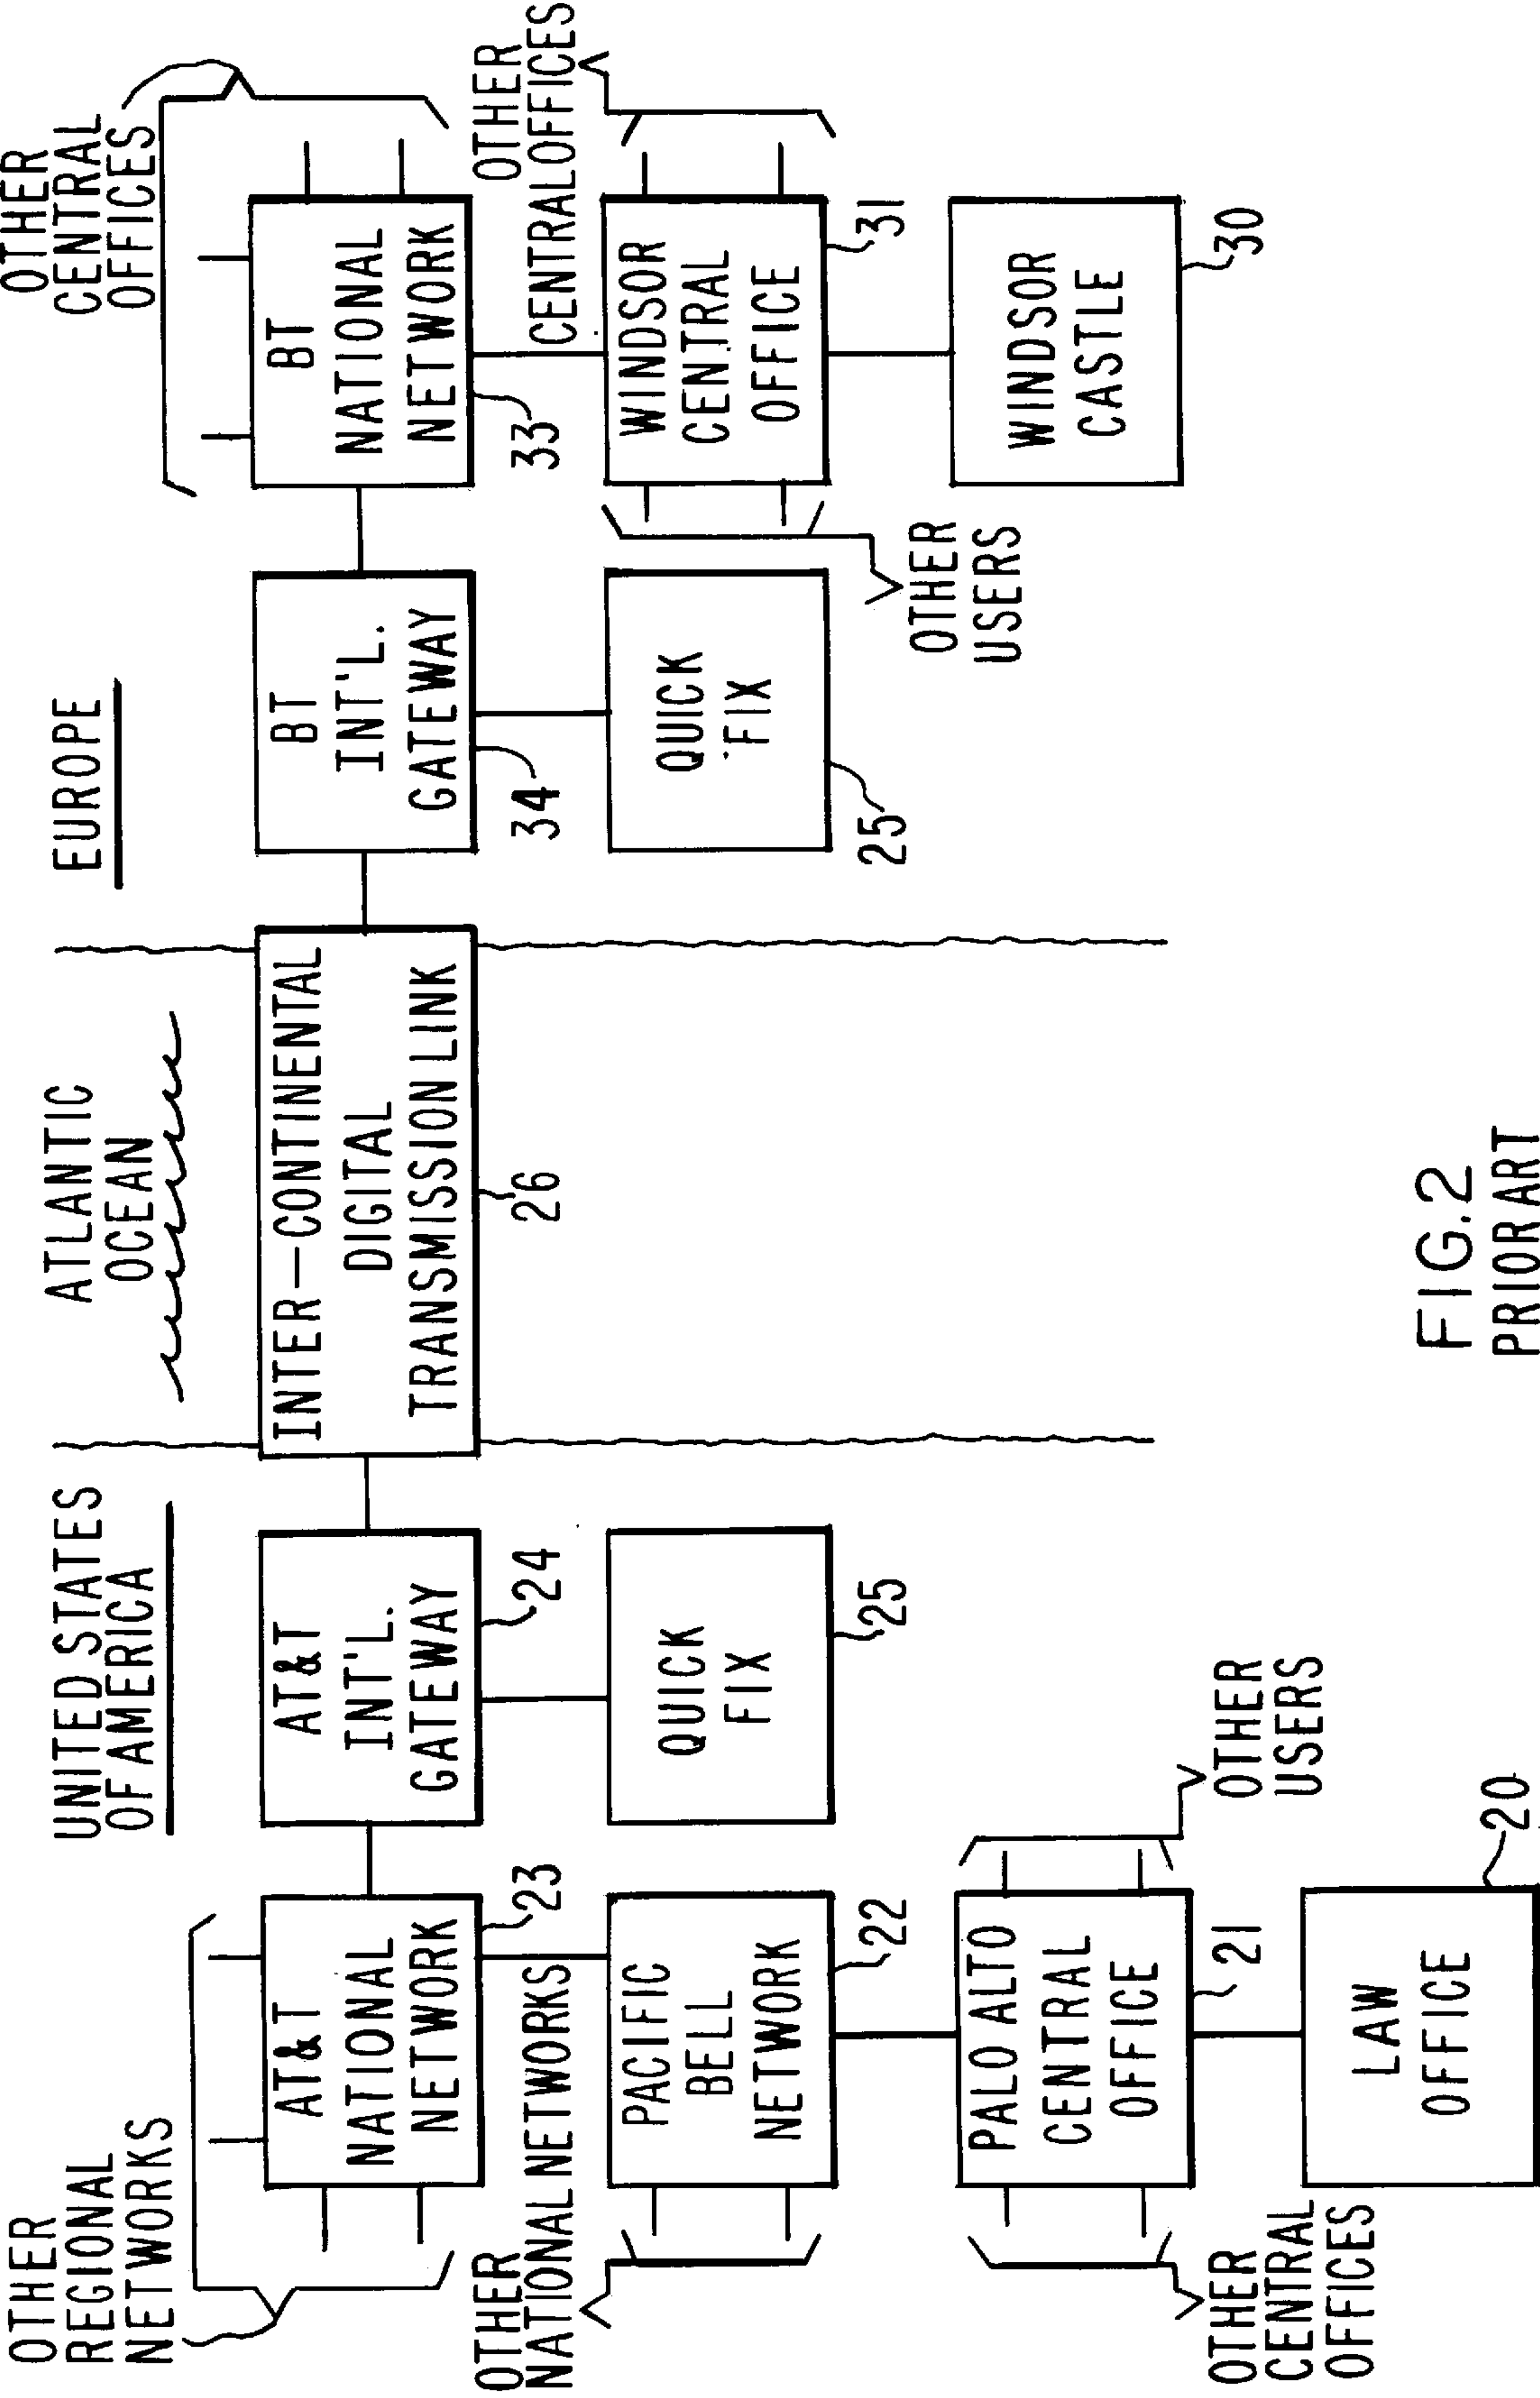 UNITED STATES
OF AMERICA
ATLANTIC
OCEAN
EUROPE
OTHER
REGIONAL
NETWORKS
OTHER
CENTRAL
OFFICES
AT&T
NATIONAL
NETWORK
23
AT&T
INT'L.
GATEWAY
24
INTER-CONTINENTAL
DIGITAL
TRANSMISSION LINK
26
BT
INT'L.
GATEWAY
34
BT
NATIONAL
NETWORK
33
OTHER
NATIONAL NETWORKS
OTHER
CENTRAL OFFICES
PACIFIC
BELL
NETWORK
22
QUICK
FIX
25
QUICK
FIX
25
WINDSOR
CENTRAL
OFFICE
31
OTHER
USERS
PALO ALTO
CENTRAL
OFFICE
21
WINDSOR
CASTLE
30
OTHER
CENTRAL
OFFICES
OTHER
USERS
LAW
OFFICE
20
FIG. 2
PRIOR ART